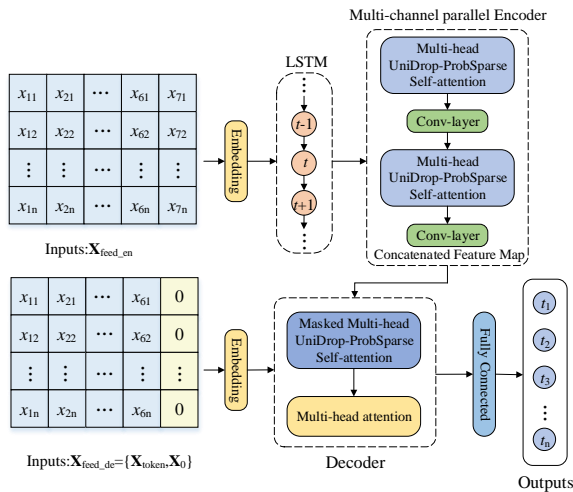 Multi-channel parallel Encoder
LSTM
x11 x21 ··· x61 x71
x12 x22 ··· x62 x72
⋮ ⋮ ⋮ ⋮ ⋮
x1n x2n ··· x6n x7n
Inputs:Xfeed_en
Embedding
⋮
t-1
t
t+1
⋮
Multi-head
UniDrop-ProbSparse
Self-attention
Conv-layer
Multi-head
UniDrop-ProbSparse
Self-attention
Conv-layer
Concatenated Feature Map
x11 x21 ··· x61 0
x12 x22 ··· x62 0
⋮ ⋮ ⋮ ⋮ ⋮
x1n x2n ··· x6n 0
Inputs:Xfeed_de={Xtoken,X0}
Embedding
Masked Multi-head
UniDrop-ProbSparse
Self-attention
Multi-head attention
Decoder
Fully Connected
t1
t2
t3
⋮
tn
Outputs